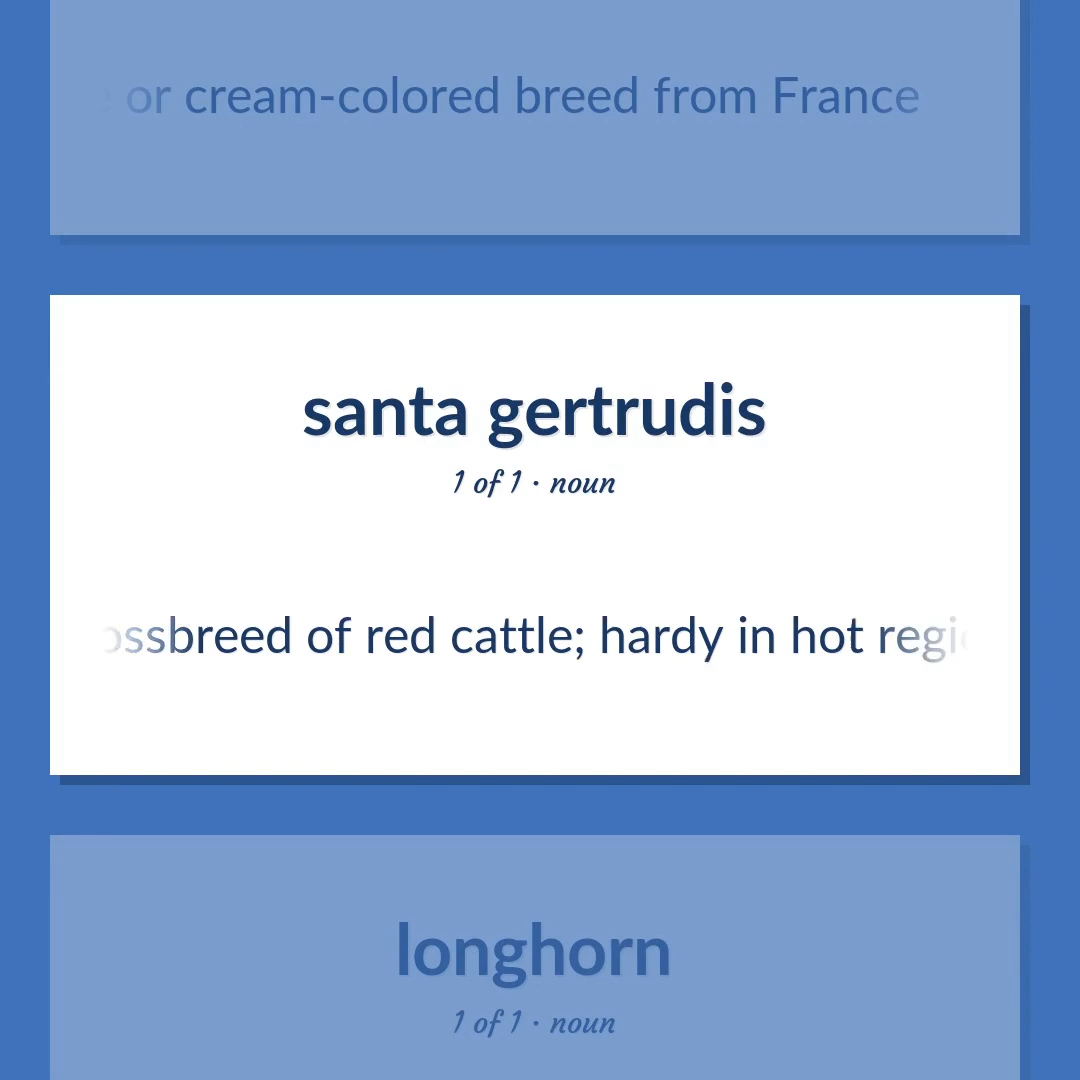 or cream-colored breed from France
santa gertrudis
1 of 1 · noun
ossbreed of red cattle; hardy in hot regi
longhorn
1 of 1 · noun